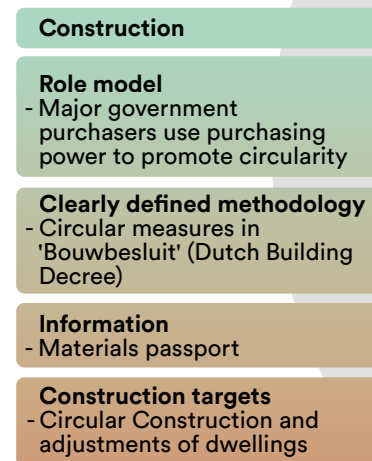 Construction
Role model
- Major government
purchasers use purchasing
power to promote circularity
Clearly defined methodology
- Circular measures in
'Bouwbesluit' (Dutch Building
Decree)
Information
- Materials passport
Construction targets
- Circular Construction and
adjustments of dwellings